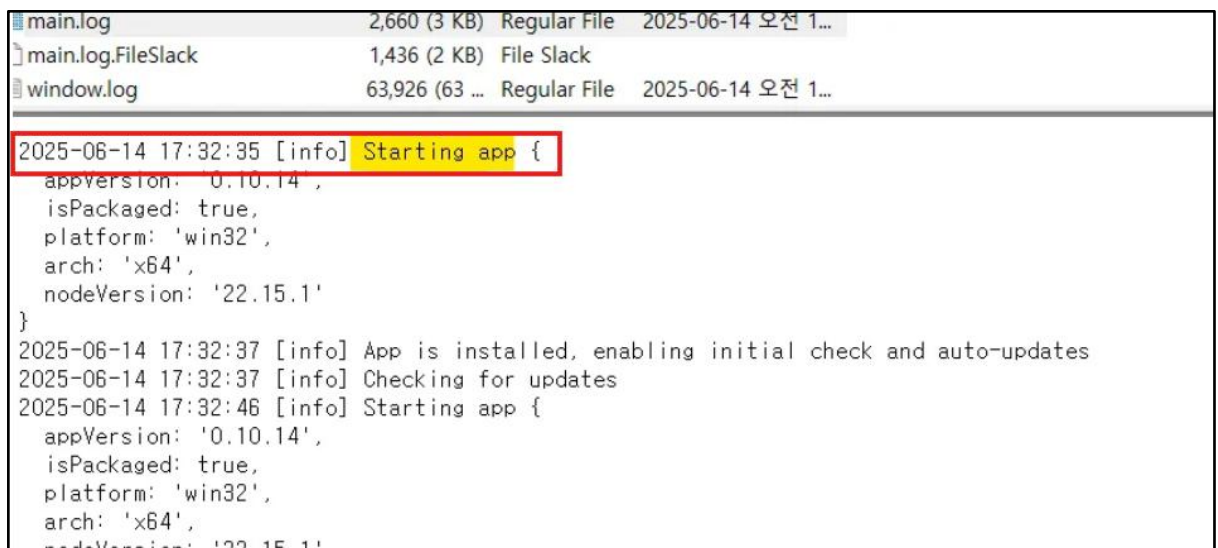 main.log 2,660 (3 KB) Regular File 2025-06-14 오전 1...
main.log.FileSlack 1,436 (2 KB) File Slack
window.log 63,926 (63 ... Regular File 2025-06-14 오전 1...
2025-06-14 17:32:35 [info] Starting app {
appVersion: '0.10.14',
isPackaged: true,
platform: 'win32',
arch: 'x64',
nodeVersion: '22.15.1'
}
2025-06-14 17:32:37 [info] App is installed, enabling initial check and auto-updates
2025-06-14 17:32:37 [info] Checking for updates
2025-06-14 17:32:46 [info] Starting app {
appVersion: '0.10.14',
isPackaged: true,
platform: 'win32',
arch: 'x64',
nodeVersion: '22.15.1'